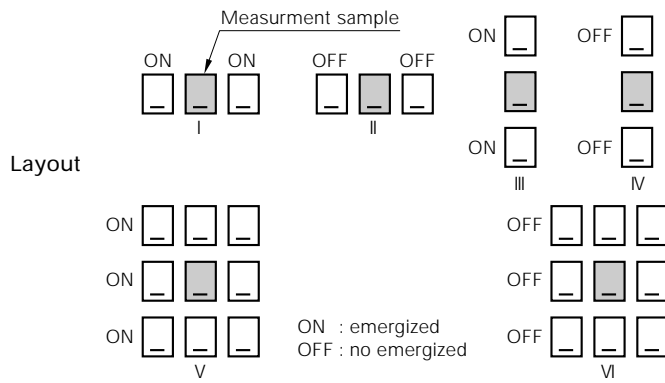 Measurment sample
ON ON
I
OFF OFF
II
ON
ON
III
OFF
OFF
IV
Layout
ON
ON
ON
V
ON : emergized
OFF : no emergized
OFF
OFF
OFF
VI